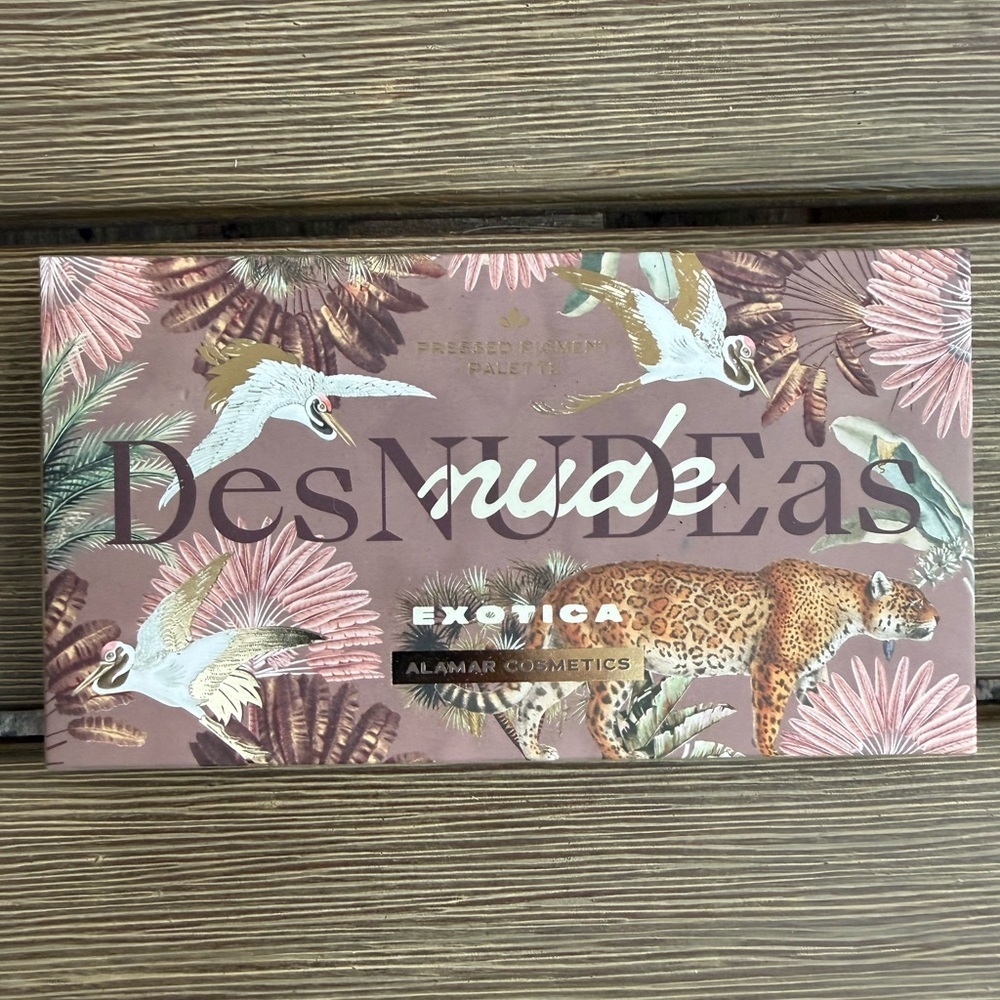 PRESSED PIGMENT
PALETTE
DesNUDEas
nude
EXOTICA
ALAMAR COSMETICS